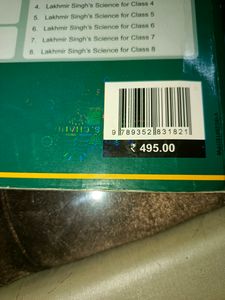 4. Lakhmir Singh's Science for Class 4
5. Lakhmir Singh's Science for Class 5
6. Lakhmir Singh's Science for Class 6
7. Lakhmir Singh's Science for Class 7
8. Lakhmir Singh's Science for Class 8
9 789352 831821
₹ 495.00
S. CHAND